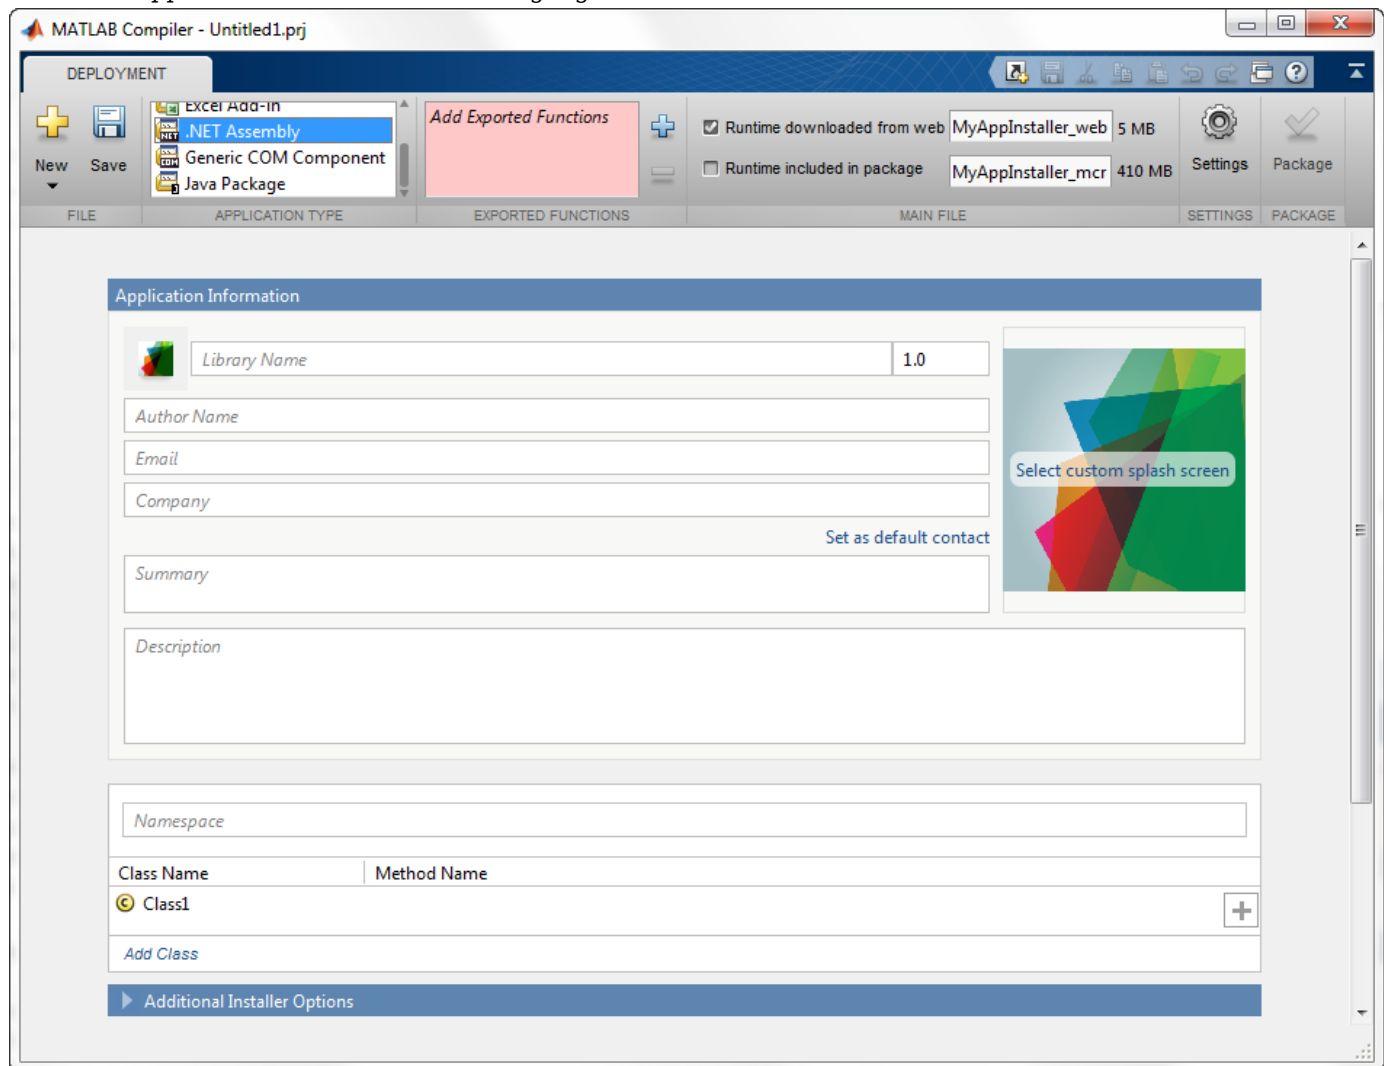 MATLAB Compiler - Untitled1.prj
DEPLOYMENT
New
Save
FILE
Excel Add-In
.NET Assembly
Generic COM Component
Java Package
APPLICATION TYPE
Add Exported Functions
EXPORTED FUNCTIONS
Runtime downloaded from web MyAppInstaller_web 5 MB
Runtime included in package MyAppInstaller_mcr 410 MB
MAIN FILE
Settings
SETTINGS
Package
PACKAGE
Application Information
Library Name 1.0
Author Name
Email
Company
Set as default contact
Select custom splash screen
Summary
Description
Namespace
Class Name Method Name
Class1
Add Class
Additional Installer Options